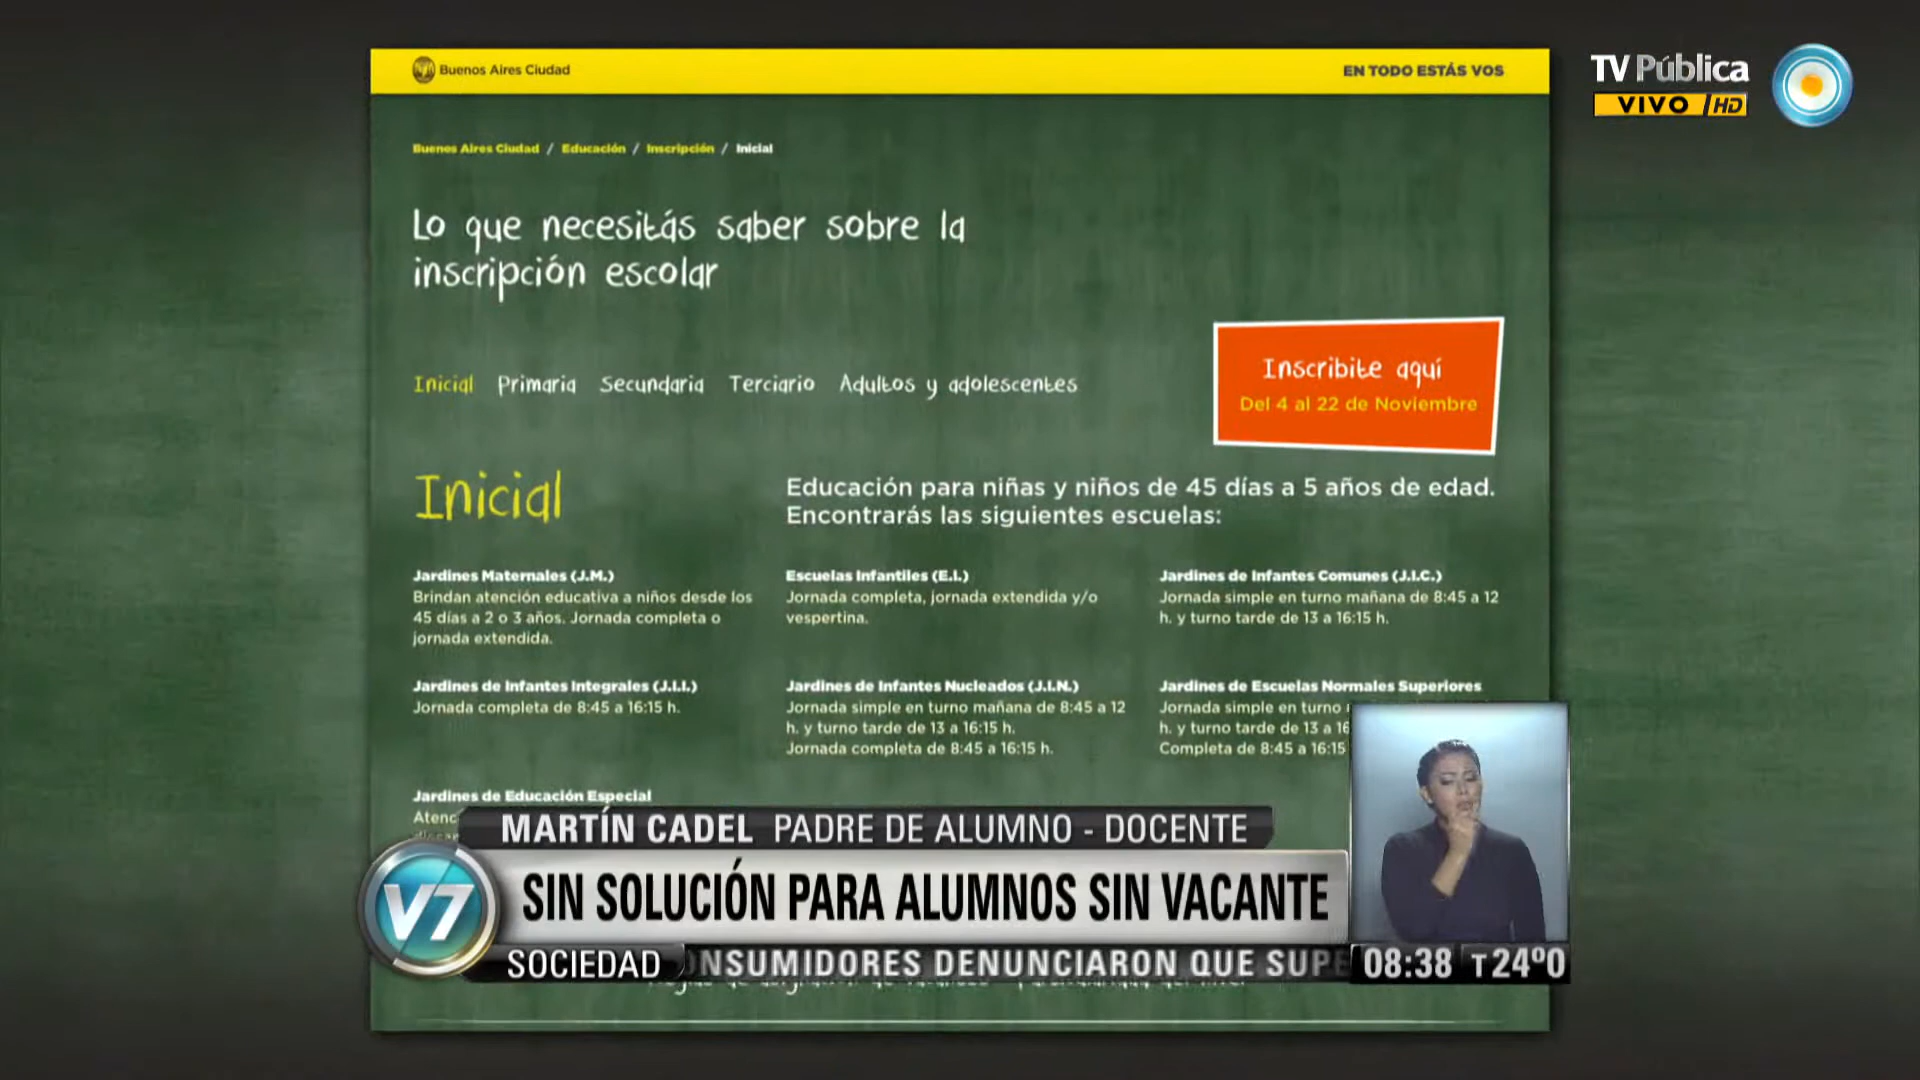 Buenos Aires Ciudad
EN TODO ESTÁS VOS
TV Pública
VIVO HD
Buenos Aires Ciudad / Educación / Inscripción / Inicial
Lo que necesitás saber sobre la
inscripción escolar
Inicial Primaria Secundaria Terciario Adultos y adolescentes
Inscribite aquí
Del 4 al 22 de Noviembre
Inicial
Educación para niñas y niños de 45 días a 5 años de edad.
Encontrarás las siguientes escuelas:
Jardines Maternales (J.M.)
Brindan atención educativa a niños desde los
45 días a 2 o 3 años. Jornada completa o
jornada extendida.
Escuelas Infantiles (E.I.)
Jornada completa, jornada extendida y/o
vespertina.
Jardines de Infantes Comunes (J.I.C.)
Jornada simple en turno mañana de 8:45 a 12
h. y turno tarde de 13 a 16:15 h.
Jardines de Infantes Integrales (J.I.I.)
Jornada completa de 8:45 a 16:15 h.
Jardines de Infantes Nucleados (J.I.N.)
Jornada simple en turno mañana de 8:45 a 12
h. y turno tarde de 13 a 16:15 h.
Jornada completa de 8:45 a 16:15 h.
Jardines de Escuelas Normales Superiores
Jornada simple en turno
h. y turno tarde de 13 a 16
Completa de 8:45 a 16:15
Jardines de Educación Especial
MARTÍN CADEL PADRE DE ALUMNO - DOCENTE
V7
SIN SOLUCIÓN PARA ALUMNOS SIN VACANTE
SOCIEDAD
NSUMIDORES DENUNCIARON QUE SUPE
08:38 T24º0